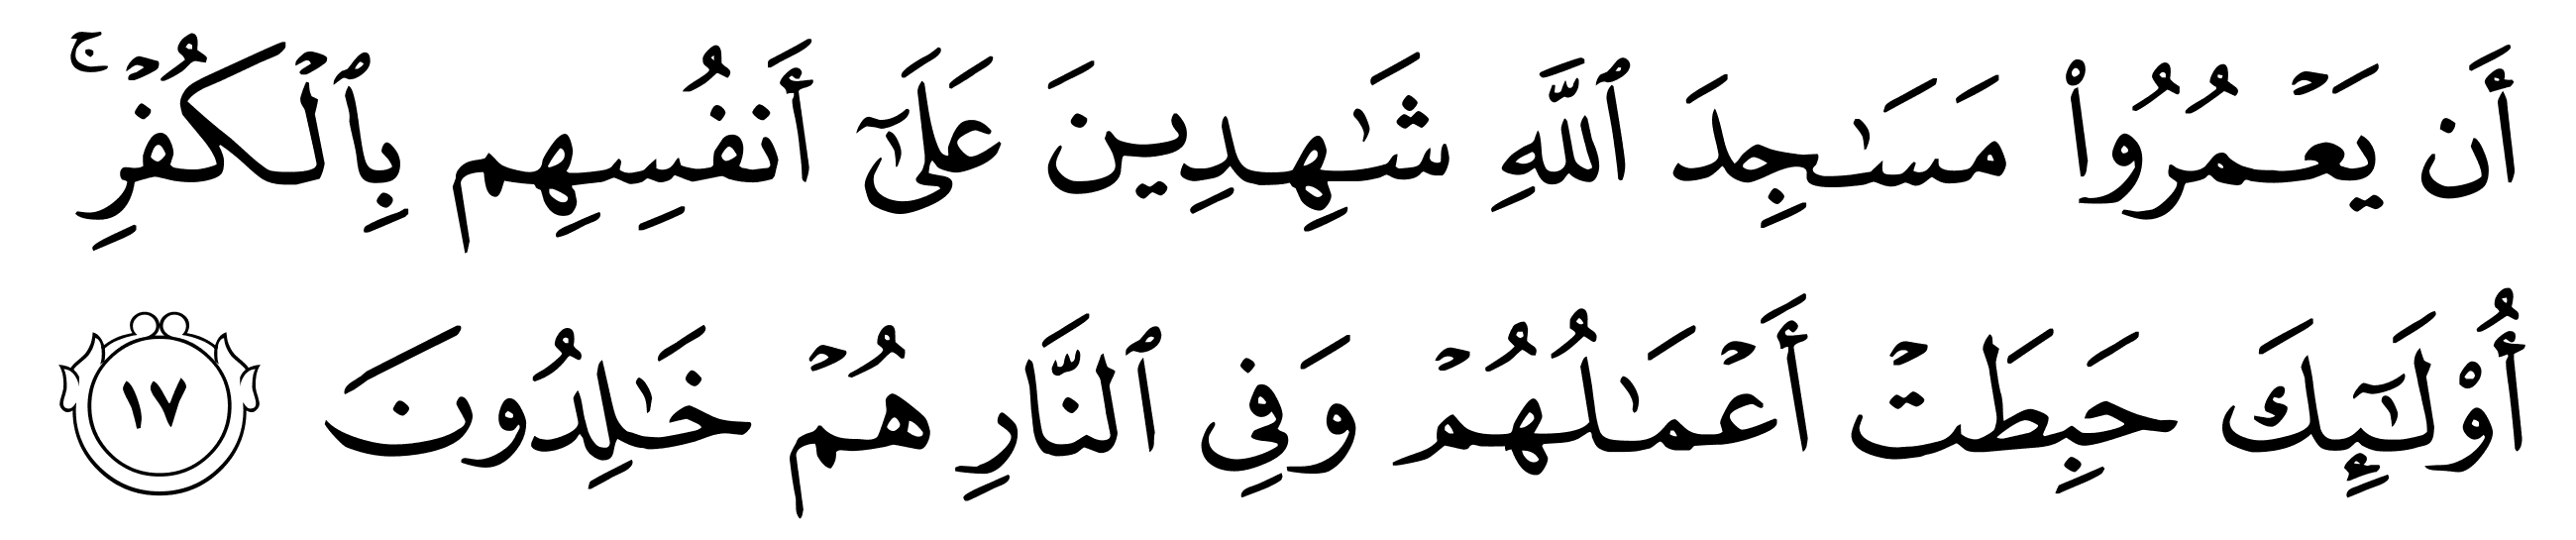 أَن يَعۡمُرُواْ مَسَٰجِدَ ٱللَّهِ شَٰهِدِينَ عَلَىٰٓ أَنفُسِهِم بِٱلۡكُفۡرِۚ
أُوْلَٰٓئِكَ حَبِطَتۡ أَعۡمَٰلُهُمۡ وَفِي ٱلنَّارِ هُمۡ خَٰلِدُونَ ١٧